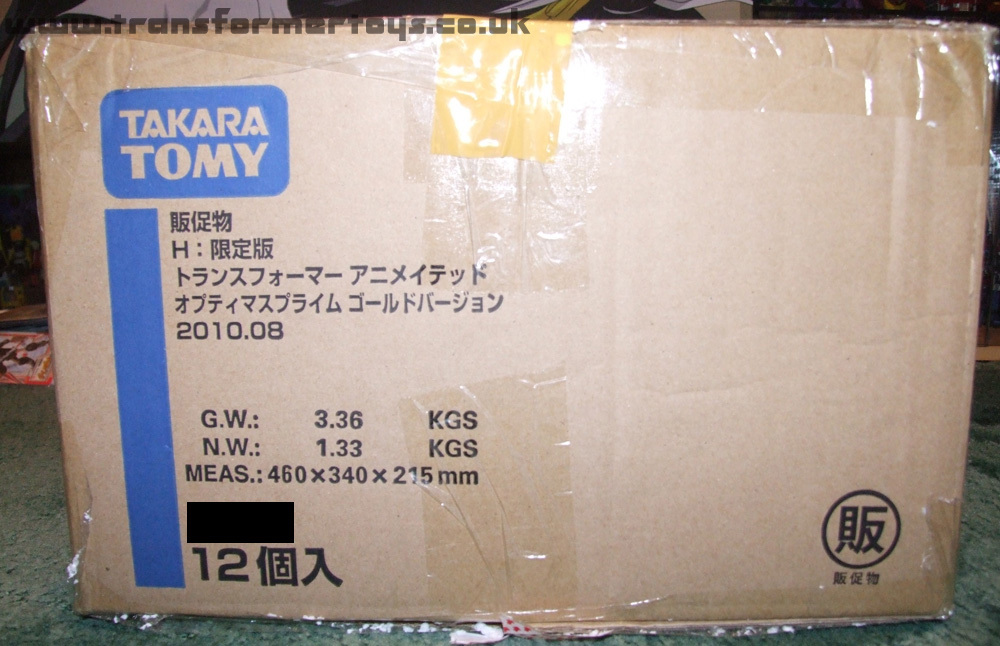 www.transformertoys.co.uk
TAKARA
TOMY
販促物
H：限定版
トランスフォーマー アニメイテッド
オプティマスプライム ゴールドバージョン
2010.08
G.W.: 3.36 KGS
N.W.: 1.33 KGS
MEAS.: 460×340×215mm
12個入
販
販促物